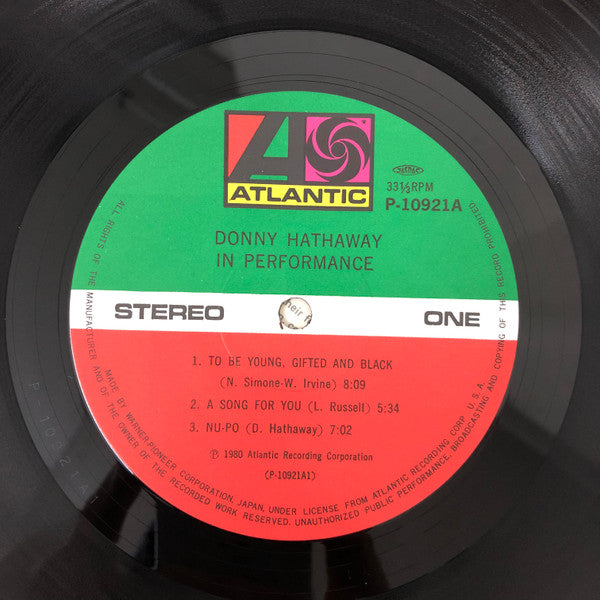 ATLANTIC
33⅓RPM
P-10921A
DONNY HATHAWAY
IN PERFORMANCE
STEREO
ONE
1. TO BE YOUNG, GIFTED AND BLACK
(N. Simone-W. Irvine) 8:09
2. A SONG FOR YOU (L. Russell) 5:34
3. NU-PO (D. Hathaway) 7:02
℗ 1980 Atlantic Recording Corporation
(P-10921A1)
MADE BY WARNER-PIONEER CORPORATION, JAPAN, UNDER LICENSE FROM ATLANTIC RECORDING CORP. U.S.A.
ALL RIGHTS OF THE MANUFACTURER AND OF THE OWNER OF THE RECORDED WORK RESERVED. UNAUTHORIZED PUBLIC PERFORMANCE, BROADCASTING AND COPYING OF THIS RECORD PROHIBITED